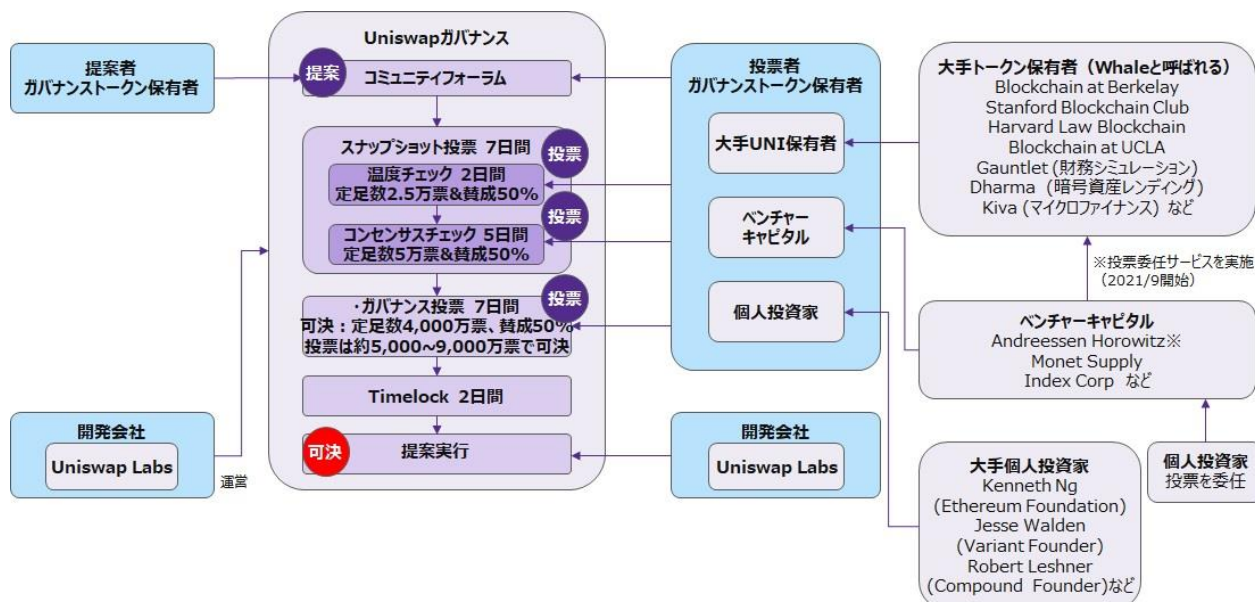 提案者
ガバナンストークン保有者
開発会社
Uniswap Labs
運営
Uniswapガバナンス
提案
コミュニティフォーラム
スナップショット投票 7日間
投票
温度チェック 2日間
定足数2.5万票&賛成50%
投票
コンセンサスチェック 5日間
定足数5万票&賛成50%
投票
・ガバナンス投票 7日間
可決：定足数4,000万票、賛成50%
投票は約5,000～9,000万票で可決
Timelock 2日間
可決
提案実行
投票者
ガバナンストークン保有者
大手UNI保有者
ベンチャー
キャピタル
個人投資家
開発会社
Uniswap Labs
大手トークン保有者（Whaleと呼ばれる）
Blockchain at Berkelay
Stanford Blockchain Club
Harvard Law Blockchain
Blockchain at UCLA
Gauntlet (財務シミュレーション)
Dharma （暗号資産レンディング)
Kiva (マイクロファイナンス) など
※投票委任サービスを実施
（2021/9開始）
ベンチャーキャピタル
Andreessen Horowitz※
Monet Supply
Index Corp など
個人投資家
投票を委任
大手個人投資家
Kenneth Ng
(Ethereum Foundation)
Jesse Walden
(Variant Founder)
Robert Leshner
(Compound Founder)など